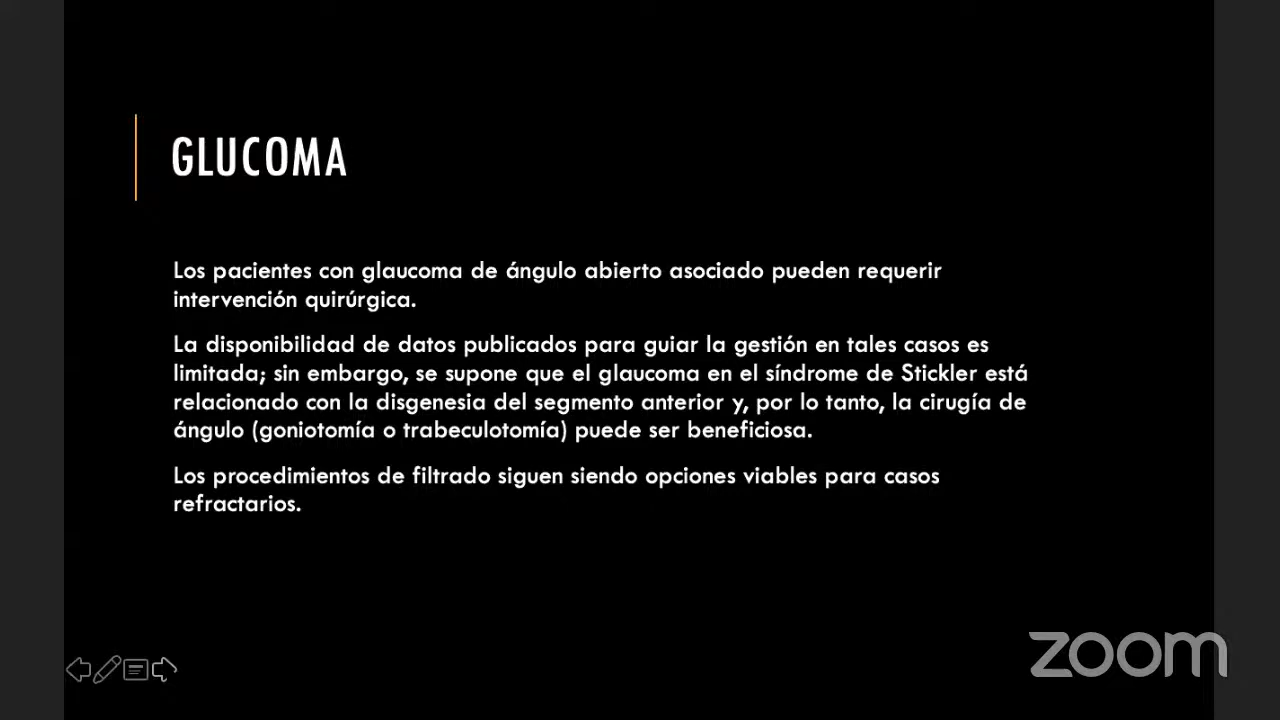 GLUCOMA
Los pacientes con glaucoma de ángulo abierto asociado pueden requerir
intervención quirúrgica.
La disponibilidad de datos publicados para guiar la gestión en tales casos es
limitada; sin embargo, se supone que el glaucoma en el síndrome de Stickler está
relacionado con la disgenesia del segmento anterior y, por lo tanto, la cirugía de
ángulo (goniotomía o trabeculotomía) puede ser beneficiosa.
Los procedimientos de filtrado siguen siendo opciones viables para casos
refractarios.
zoom